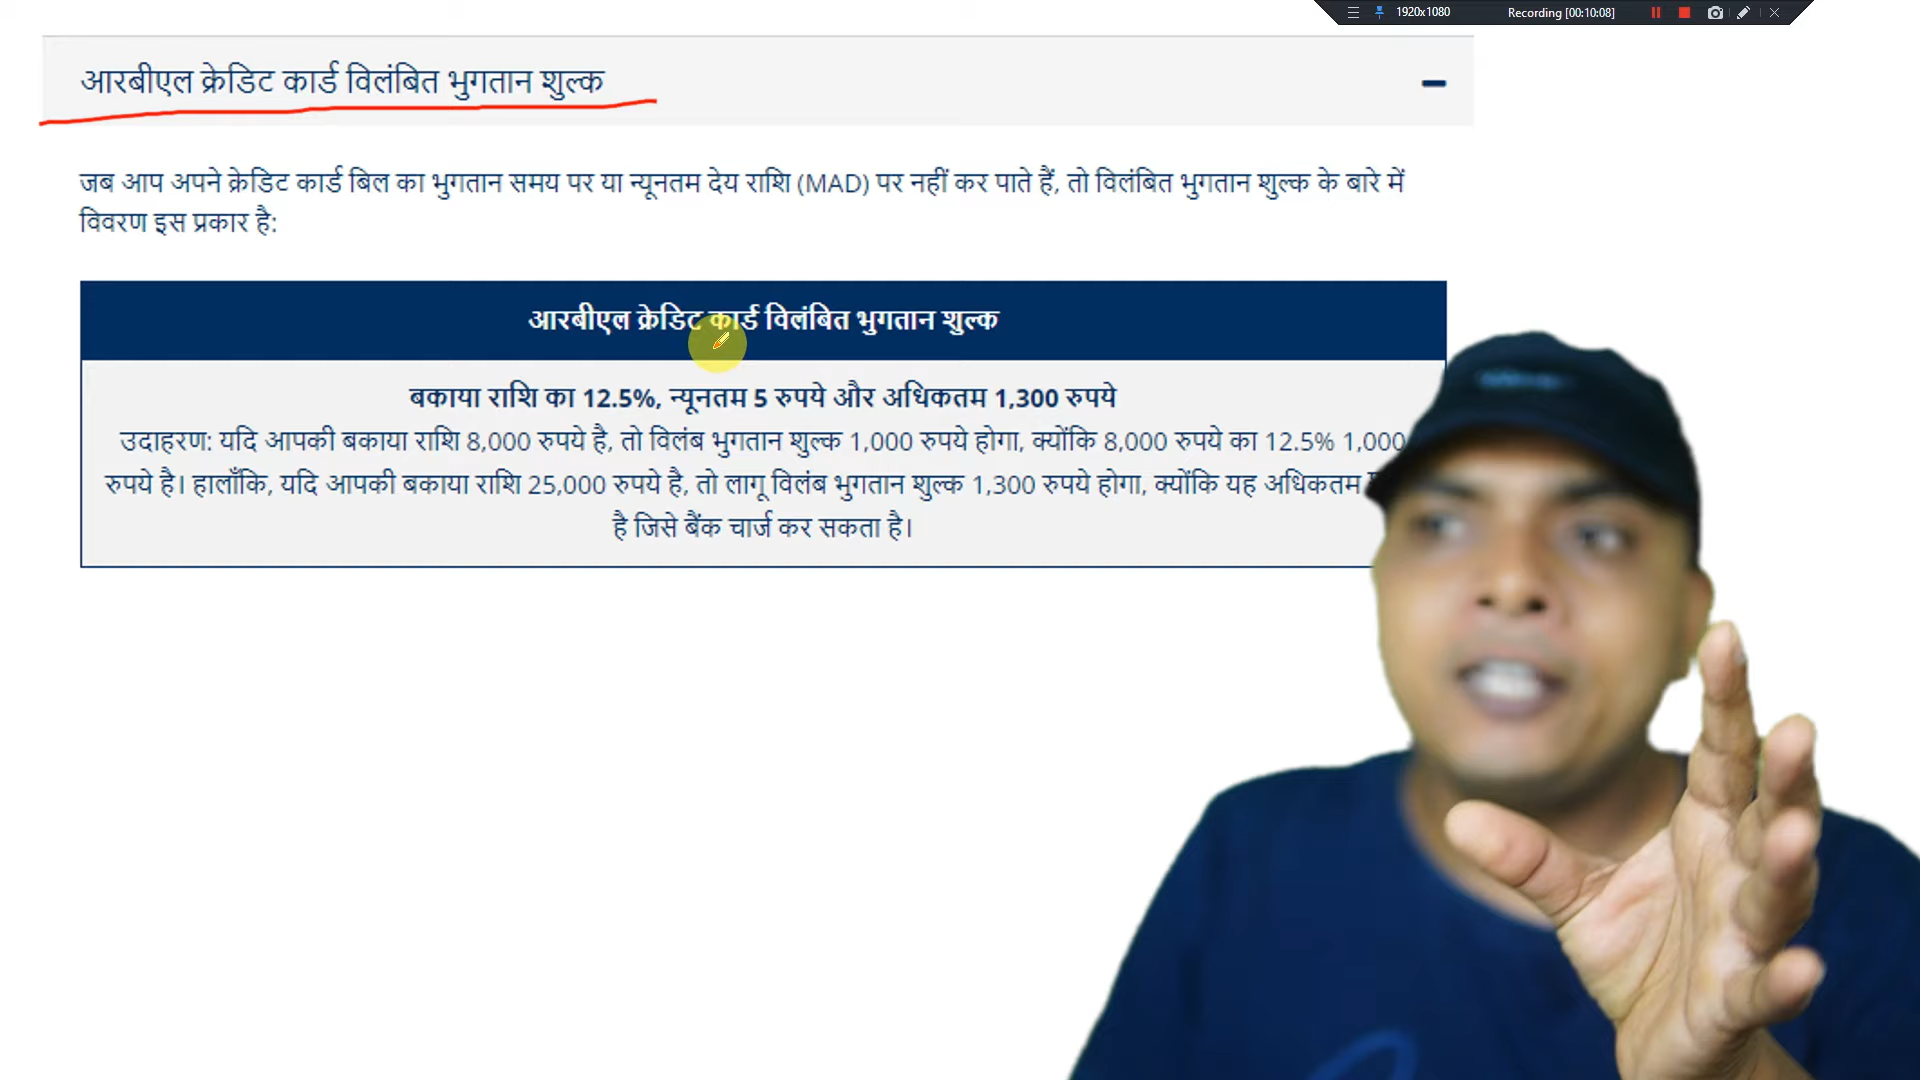 1920x1080 Recording [00:10:08]
आरबीएल क्रेडिट कार्ड विलंबित भुगतान शुल्क
जब आप अपने क्रेडिट कार्ड बिल का भुगतान समय पर या न्यूनतम देय राशि (MAD) पर नहीं कर पाते हैं, तो विलंबित भुगतान शुल्क के बारे में
विवरण इस प्रकार है:
आरबीएल क्रेडिट कार्ड विलंबित भुगतान शुल्क
बकाया राशि का 12.5%, न्यूनतम 5 रुपये और अधिकतम 1,300 रुपये
उदाहरण: यदि आपकी बकाया राशि 8,000 रुपये है, तो विलंब भुगतान शुल्क 1,000 रुपये होगा, क्योंकि 8,000 रुपये का 12.5% 1,000
रुपये है। हालाँकि, यदि आपकी बकाया राशि 25,000 रुपये है, तो लागू विलंब भुगतान शुल्क 1,300 रुपये होगा, क्योंकि यह अधिकतम
है जिसे बैंक चार्ज कर सकता है।